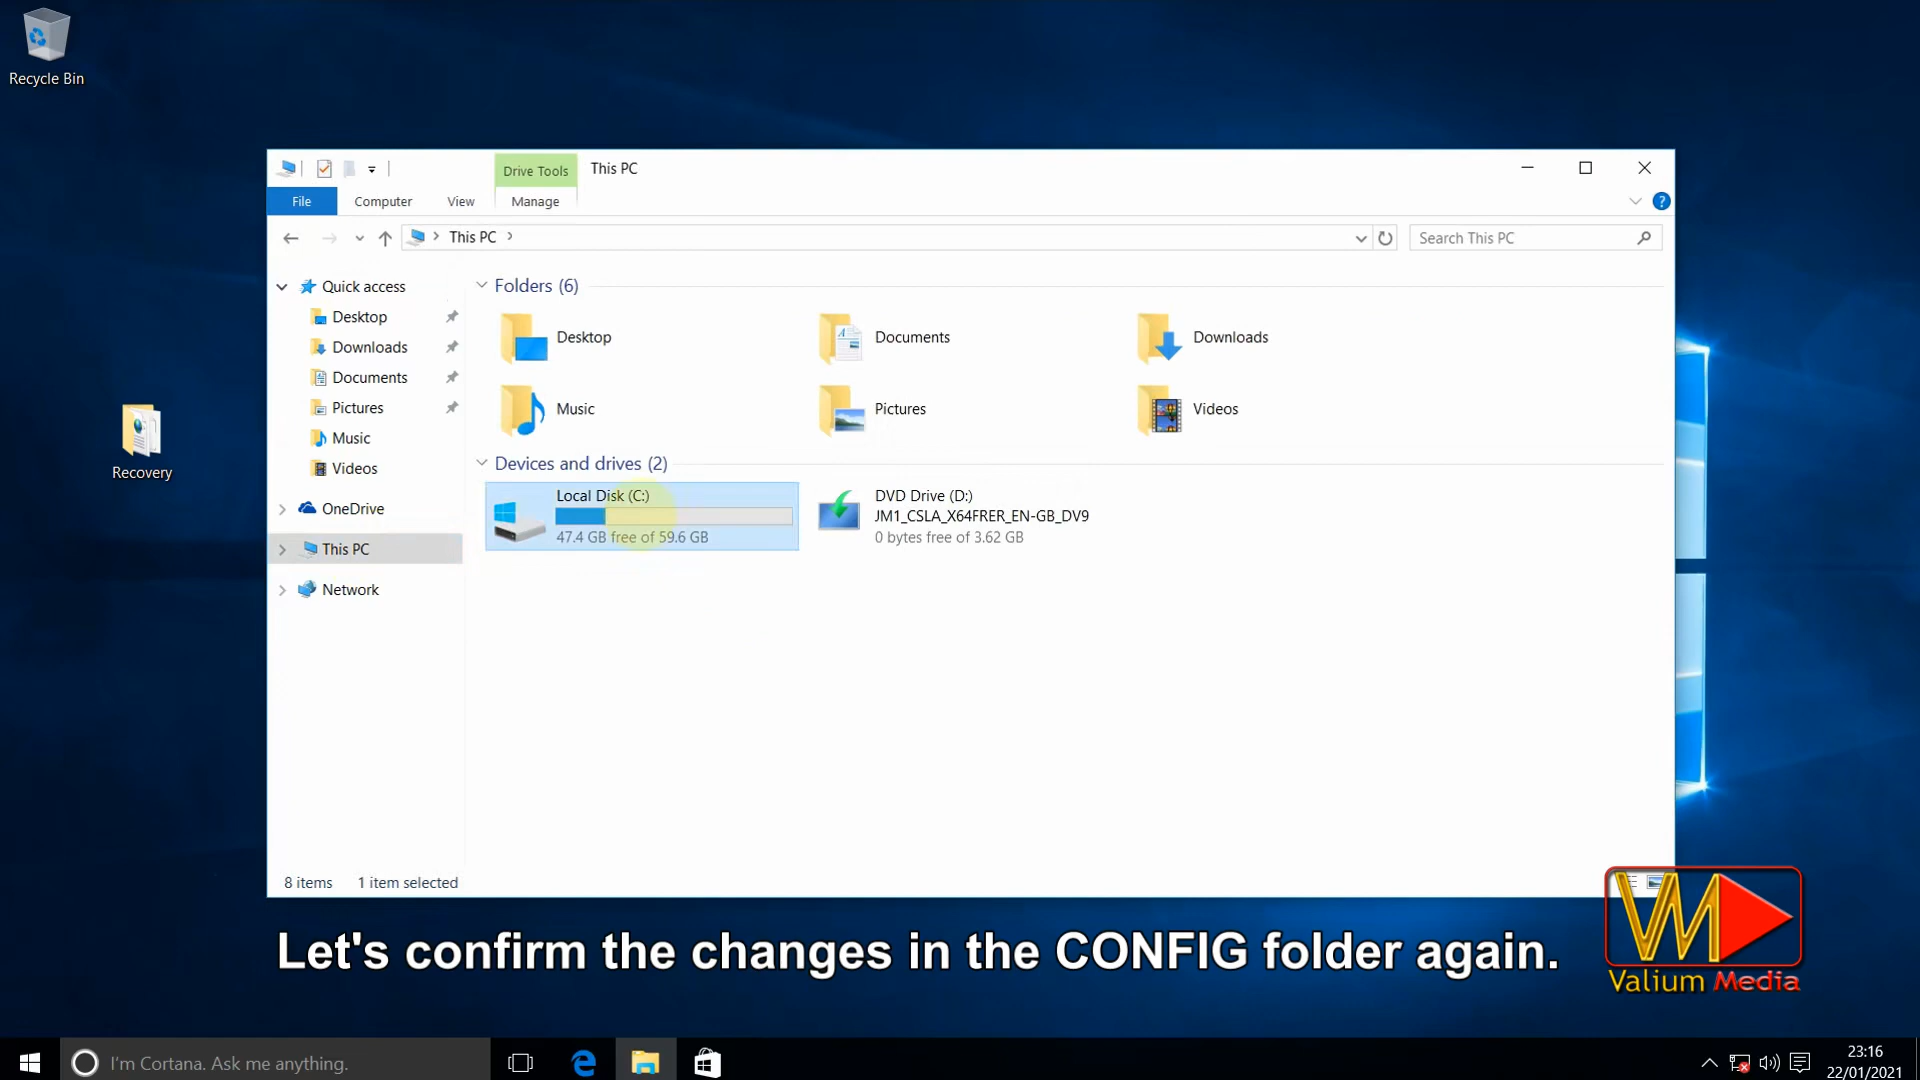 Recycle Bin
Drive Tools
This PC
File
Computer
View
Manage
?
This PC
Search This PC
Quick access
Desktop
Downloads
Documents
Pictures
Music
Videos
OneDrive
This PC
Network
Folders (6)
Desktop
Documents
Downloads
Music
Pictures
Videos
Devices and drives (2)
Local Disk (C:)
47.4 GB free of 59.6 GB
DVD Drive (D:)
JM1_CSLA_X64FRER_EN-GB_DV9
0 bytes free of 3.62 GB
Recovery
8 items
1 item selected
Let's confirm the changes in the CONFIG folder again.
VM
Valium Media
I'm Cortana. Ask me anything.
23:16
22/01/2021